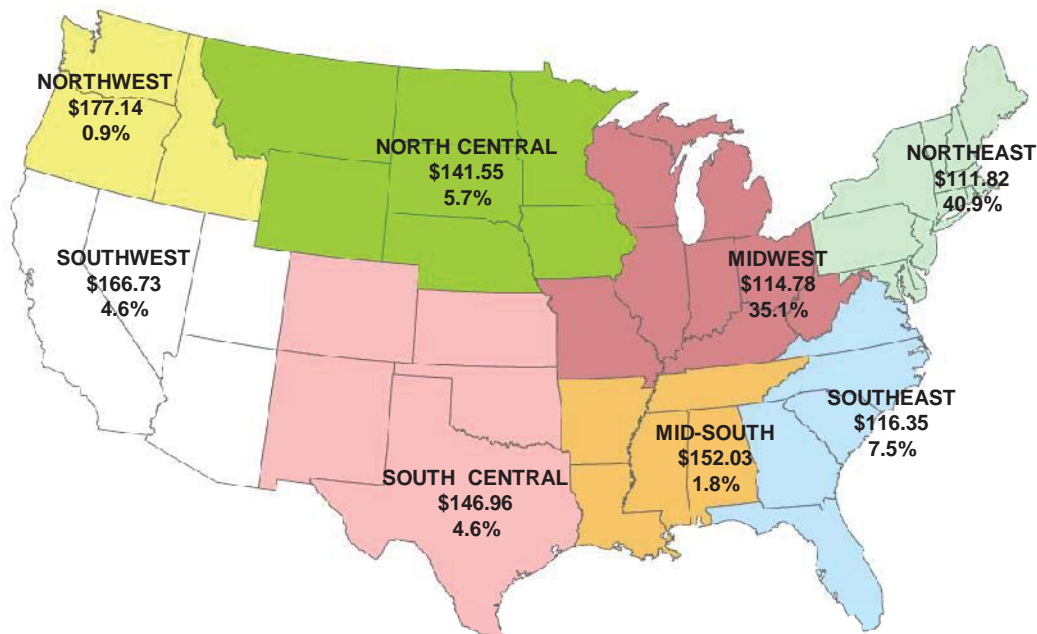 NORTHWEST
$177.14
0.9%
NORTH CENTRAL
$141.55
5.7%
NORTHEAST
$111.82
40.9%
SOUTHWEST
$166.73
4.6%
MIDWEST
$114.78
35.1%
SOUTHEAST
$116.35
7.5%
MID-SOUTH
$152.03
1.8%
SOUTH CENTRAL
$146.96
4.6%